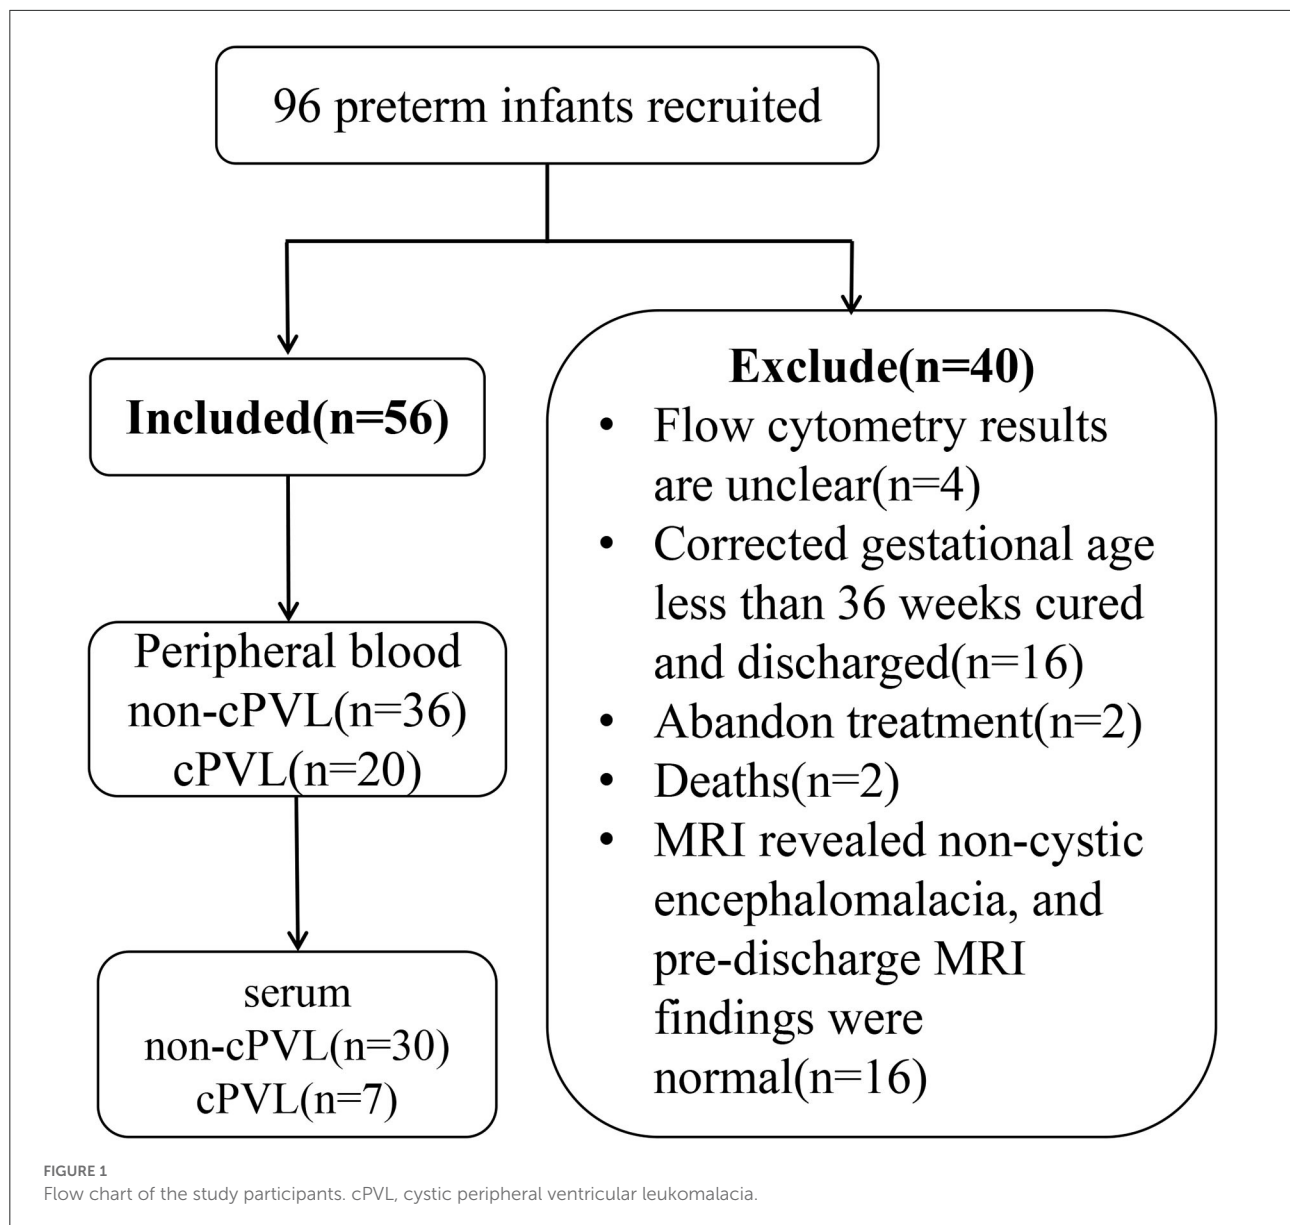 96 preterm infants recruited
Included(n=56)
Peripheral blood
non-cPVL(n=36)
cPVL(n=20)
serum
non-cPVL(n=30)
cPVL(n=7)
Exclude(n=40)
• Flow cytometry results
are unclear(n=4)
• Corrected gestational age
less than 36 weeks cured
and discharged(n=16)
• Abandon treatment(n=2)
• Deaths(n=2)
• MRI revealed non-cystic
encephalomalacia, and
pre-discharge MRI
findings were
normal(n=16)
FIGURE 1
Flow chart of the study participants. cPVL, cystic peripheral ventricular leukomalacia.